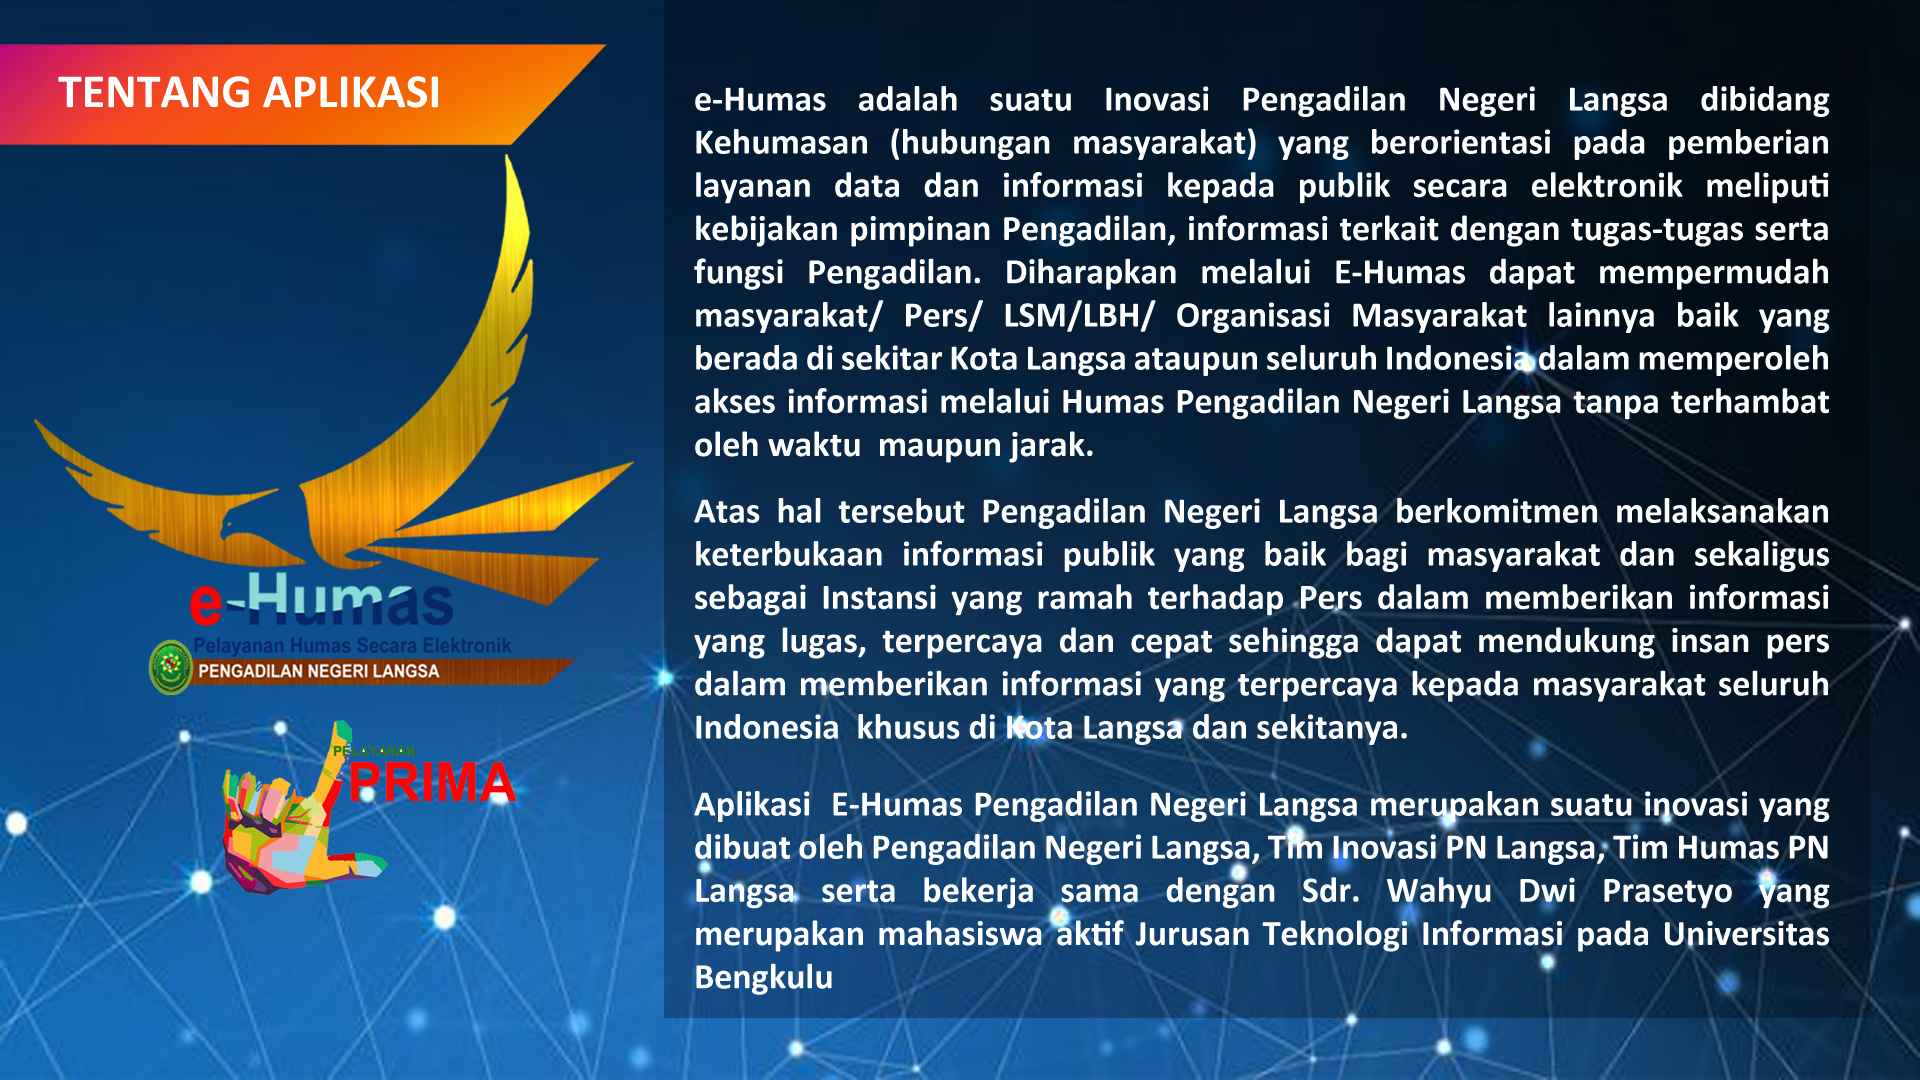 TENTANG APLIKASI
e-Humas
Pelayanan Humas Secara Elektronik
PENGADILAN NEGERI LANGSA
PELAYANAN
PRIMA
e-Humas adalah suatu Inovasi Pengadilan Negeri Langsa dibidang
Kehumasan (hubungan masyarakat) yang berorientasi pada pemberian
layanan data dan informasi kepada publik secara elektronik meliputi
kebijakan pimpinan Pengadilan, informasi terkait dengan tugas-tugas serta
fungsi Pengadilan. Diharapkan melalui E-Humas dapat mempermudah
masyarakat/ Pers/ LSM/LBH/ Organisasi Masyarakat lainnya baik yang
berada di sekitar Kota Langsa ataupun seluruh Indonesia dalam memperoleh
akses informasi melalui Humas Pengadilan Negeri Langsa tanpa terhambat
oleh waktu  maupun jarak.
Atas hal tersebut Pengadilan Negeri Langsa berkomitmen melaksanakan
keterbukaan informasi publik yang baik bagi masyarakat dan sekaligus
sebagai Instansi yang ramah terhadap Pers dalam memberikan informasi
yang lugas, terpercaya dan cepat sehingga dapat mendukung insan pers
dalam memberikan informasi yang terpercaya kepada masyarakat seluruh
Indonesia  khusus di Kota Langsa dan sekitanya.
Aplikasi  E-Humas Pengadilan Negeri Langsa merupakan suatu inovasi yang
dibuat oleh Pengadilan Negeri Langsa, Tim Inovasi PN Langsa, Tim Humas PN
Langsa serta bekerja sama dengan Sdr. Wahyu Dwi Prasetyo yang
merupakan mahasiswa aktif Jurusan Teknologi Informasi pada Universitas
Bengkulu